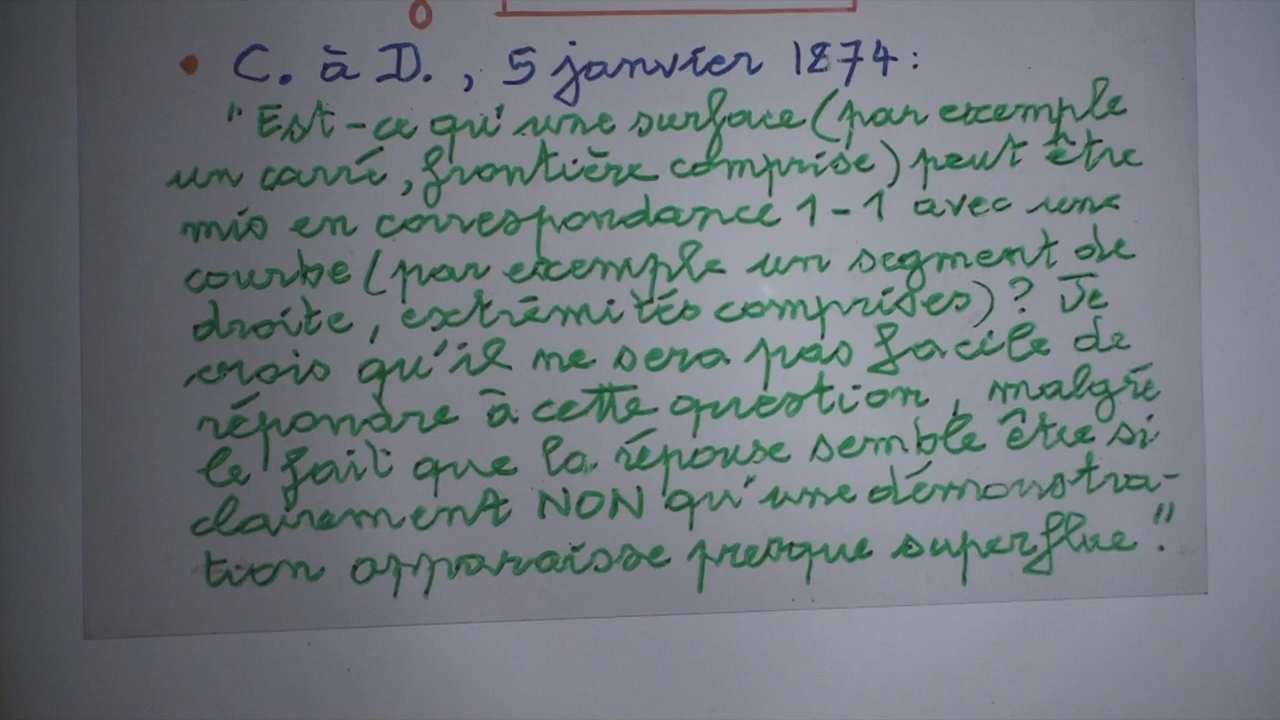 • C. à D., 5 janvier 1874 :
"Est-ce qu'une surface (par exemple
un carré, frontière comprise) peut être
mis en correspondance 1-1 avec une
courbe (par exemple un segment de
droite, extrémités comprises) ? Je
crois qu'il ne sera pas facile de
répondre à cette question, malgré
le fait que la réponse semble être si
clairement NON qu'une démonstra-
tion apparaisse presque superflue."